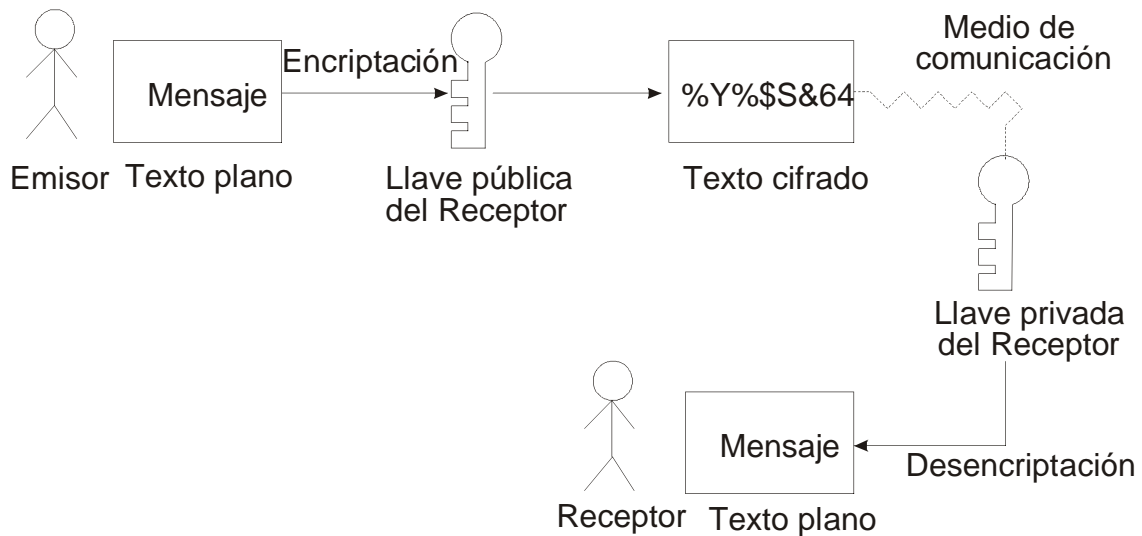 Medio de
comunicación
Encriptación
Mensaje
%Y%$S&64
Emisor
Texto plano
Llave pública
del Receptor
Texto cifrado
Llave privada
del Receptor
Mensaje
Desencriptación
Receptor
Texto plano